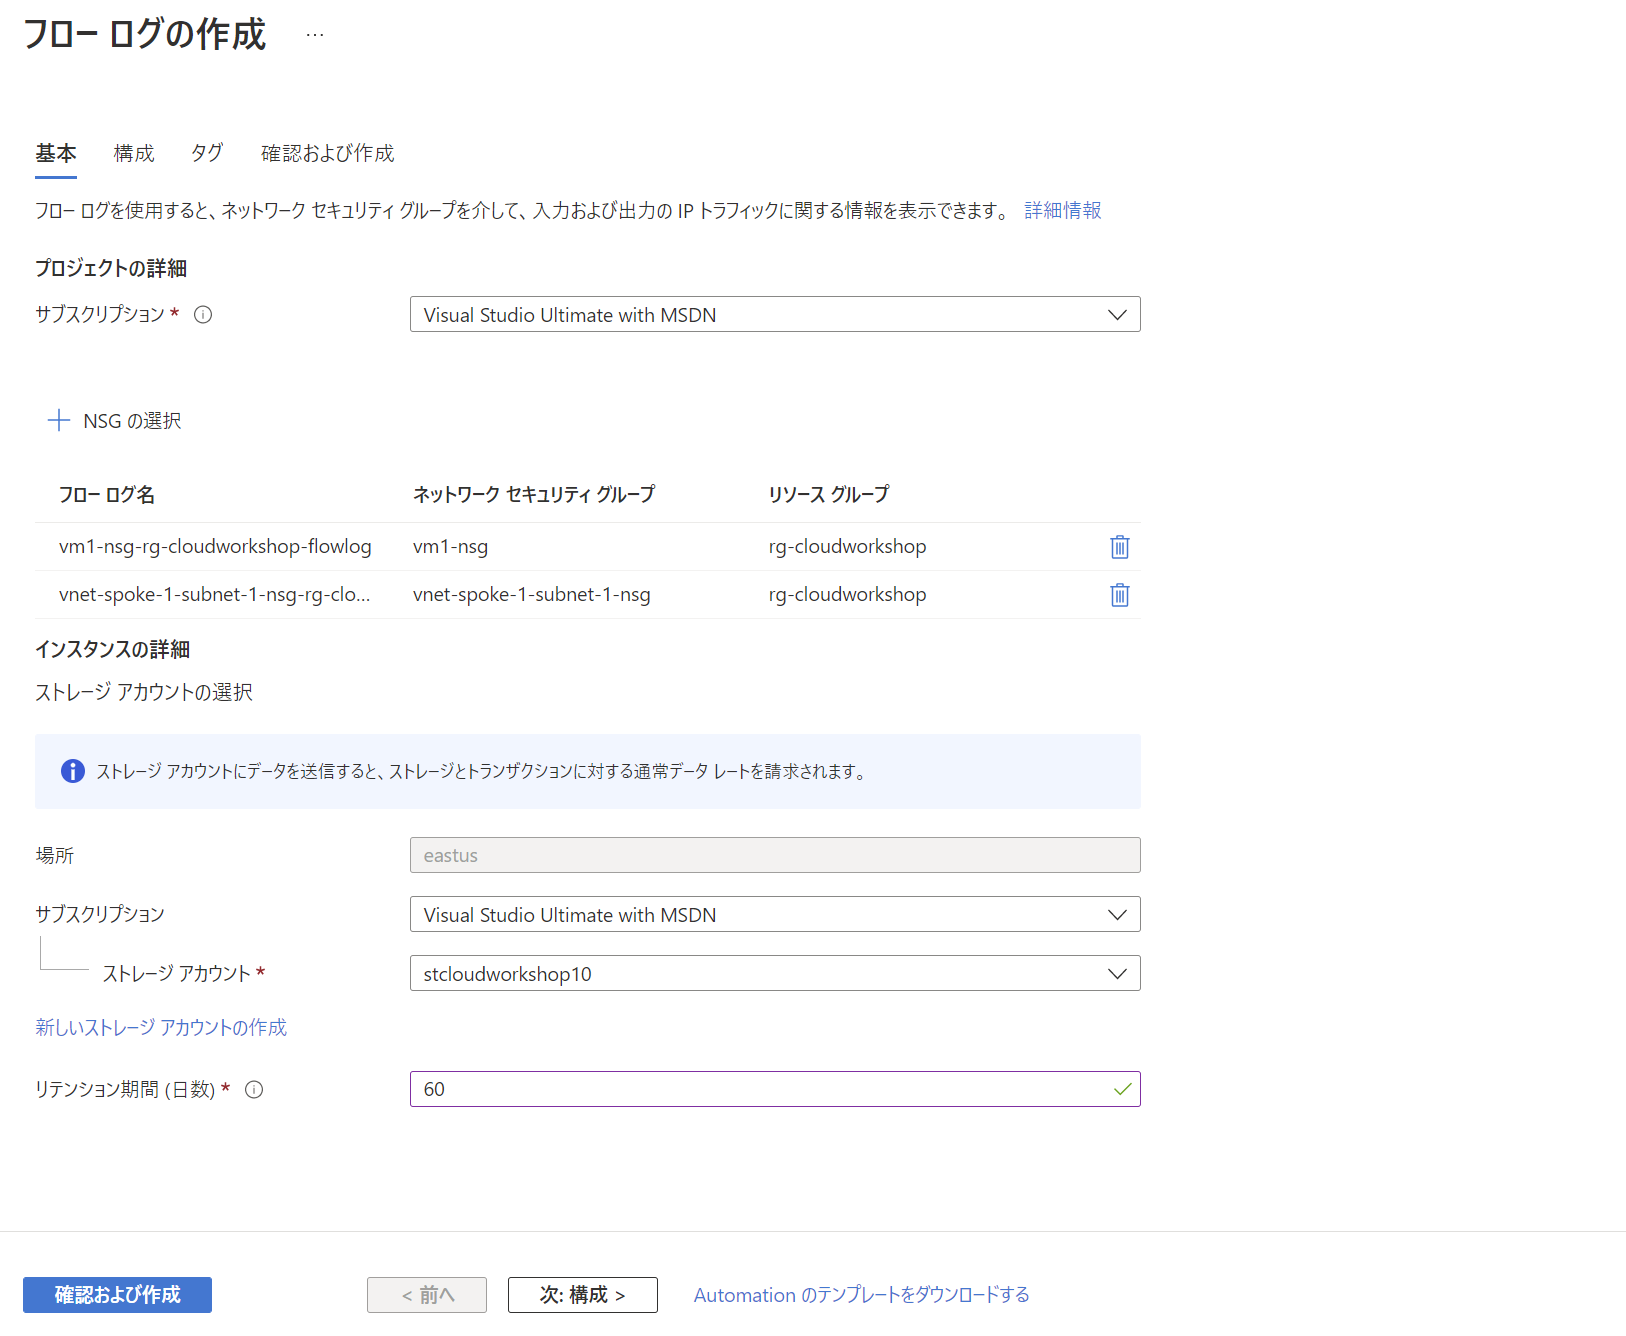 フロー ログの作成 …
基本 構成 タグ 確認および作成
フロー ログを使用すると、ネットワーク セキュリティ グループを介して、入力および出力の IP トラフィックに関する情報を表示できます。 詳細情報
プロジェクトの詳細
サブスクリプション * Visual Studio Ultimate with MSDN
NSG の選択
フロー ログ名 ネットワーク セキュリティ グループ リソース グループ
vm1-nsg-rg-cloudworkshop-flowlog vm1-nsg rg-cloudworkshop
vnet-spoke-1-subnet-1-nsg-rg-clo... vnet-spoke-1-subnet-1-nsg rg-cloudworkshop
インスタンスの詳細
ストレージ アカウントの選択
ストレージ アカウントにデータを送信すると、ストレージとトランザクションに対する通常データ レートを請求されます。
場所 eastus
サブスクリプション Visual Studio Ultimate with MSDN
ストレージ アカウント * stcloudworkshop10
新しいストレージ アカウントの作成
リテンション期間 (日数) * 60
確認および作成 < 前へ 次: 構成 > Automation のテンプレートをダウンロードする